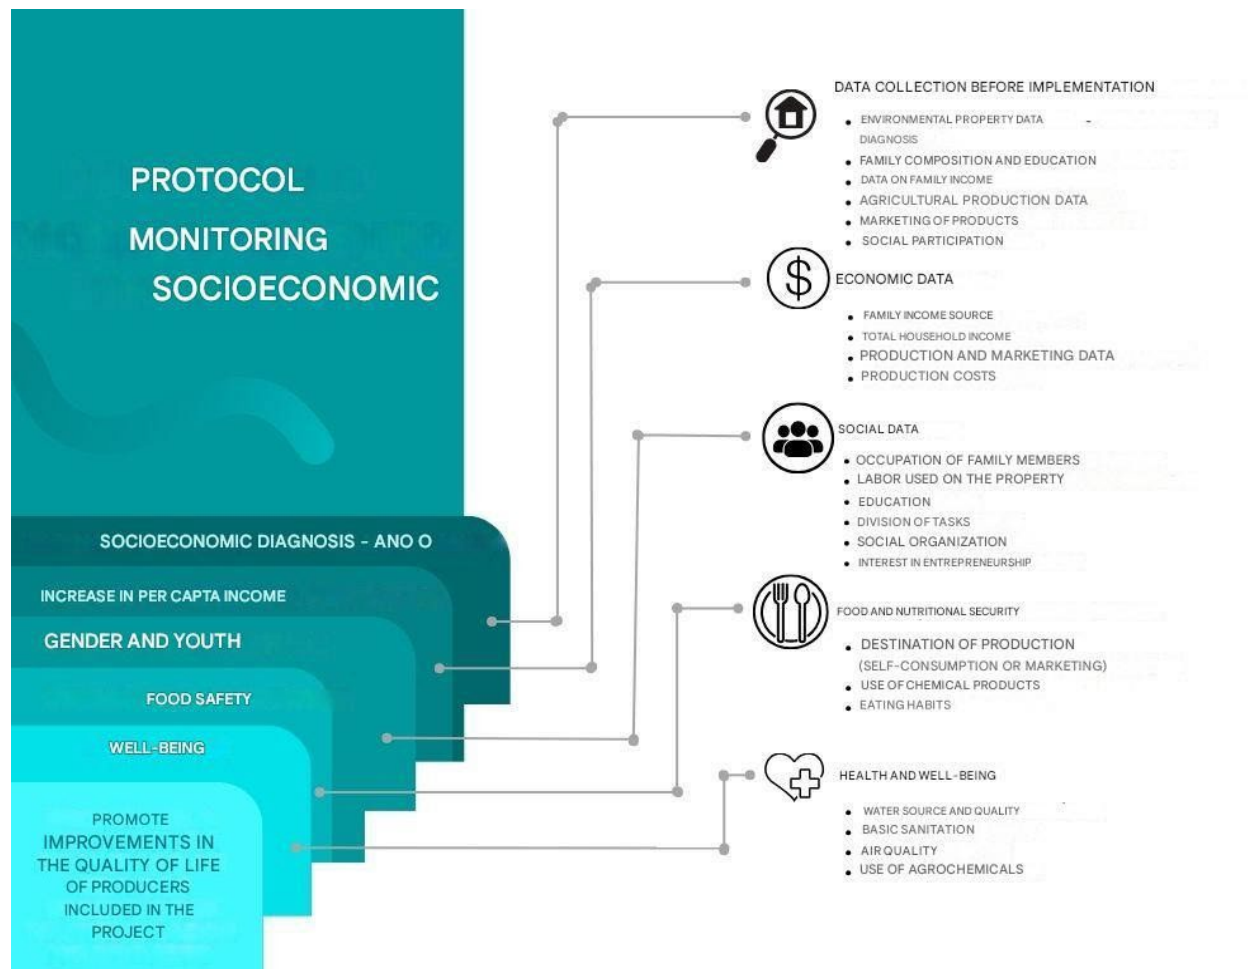 PROTOCOL
MONITORING
SOCIOECONOMIC
SOCIOECONOMIC DIAGNOSIS - ANO O
INCREASE IN PER CAPTA INCOME
GENDER AND YOUTH
FOOD SAFETY
WELL-BEING
PROMOTE
IMPROVEMENTS IN
THE QUALITY OF LIFE
OF PRODUCERS
INCLUDED IN THE
PROJECT
DATA COLLECTION BEFORE IMPLEMENTATION
• ENVIRONMENTAL PROPERTY DATA -
DIAGNOSIS
• FAMILY COMPOSITION AND EDUCATION
• DATA ON FAMILY INCOME
• AGRICULTURAL PRODUCTION DATA
• MARKETING OF PRODUCTS
• SOCIAL PARTICIPATION
$
ECONOMIC DATA
• FAMILY INCOME SOURCE
• TOTAL HOUSEHOLD INCOME
• PRODUCTION AND MARKETING DATA
• PRODUCTION COSTS
SOCIAL DATA
• OCCUPATION OF FAMILY MEMBERS
• LABOR USED ON THE PROPERTY
• EDUCATION
• DIVISION OF TASKS
• SOCIAL ORGANIZATION
• INTEREST IN ENTREPRENEURSHIP
FOOD AND NUTRITIONAL SECURITY
• DESTINATION OF PRODUCTION
(SELF-CONSUMPTION OR MARKETING)
• USE OF CHEMICAL PRODUCTS
• EATING HABITS
HEALTH AND WELL-BEING
• WATER SOURCE AND QUALITY
• BASIC SANITATION
• AIR QUALITY
• USE OF AGROCHEMICALS